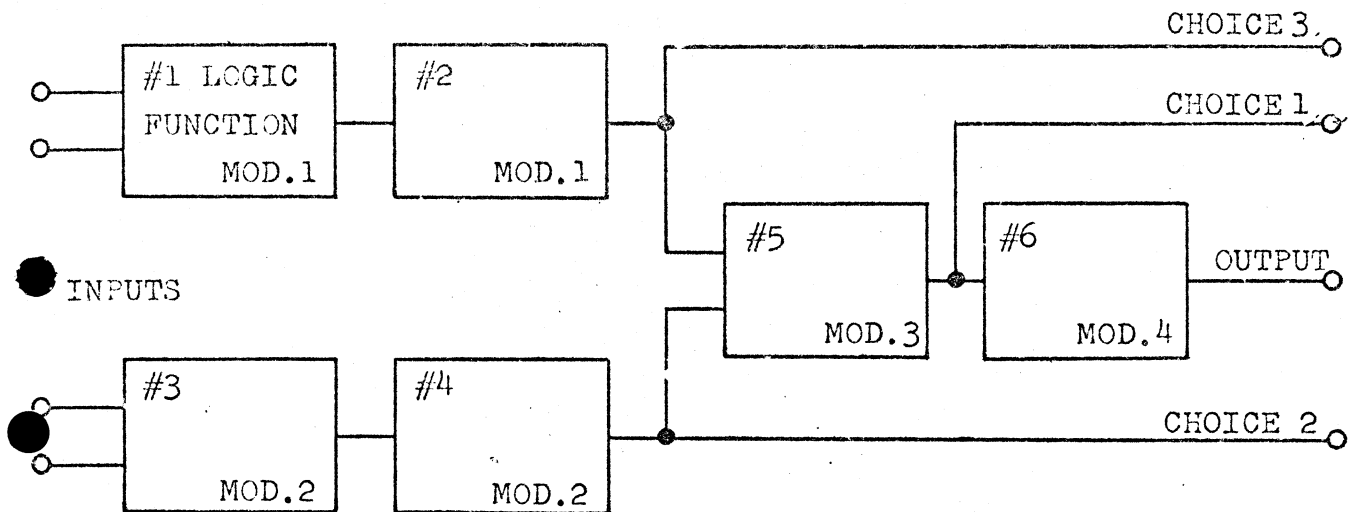 CHOICE 3
#1 LOGIC
FUNCTION
MOD.1
#2
MOD.1
CHOICE 1
#5
MOD.3
#6
MOD.4
OUTPUT
INPUTS
#3
MOD.2
#4
MOD.2
CHOICE 2